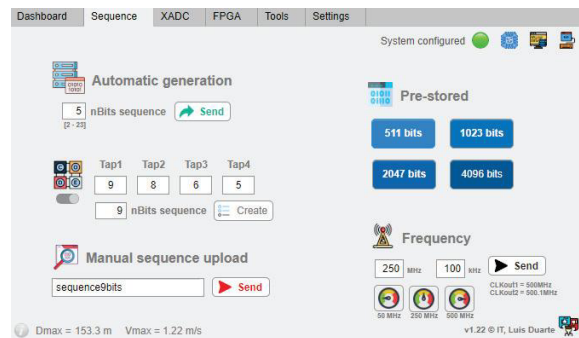 Dashboard Sequence XADC FPGA Tools Settings
System configured
Automatic generation
5 nBits sequence Send
[2 - 23]
Tap1 Tap2 Tap3 Tap4
9 8 6 5
9 nBits sequence Create
Manual sequence upload
sequence9bits Send
Pre-stored
511 bits 1023 bits
2047 bits 4096 bits
Frequency
250 MHz 100 KHz Send
CLKout1 = 500MHz
CLKout2 = 500.1MHz
50 MHz 250 MHz 500 MHz
Dmax = 153.3 m Vmax = 1.22 m/s
v1.22 © IT, Luis Duarte